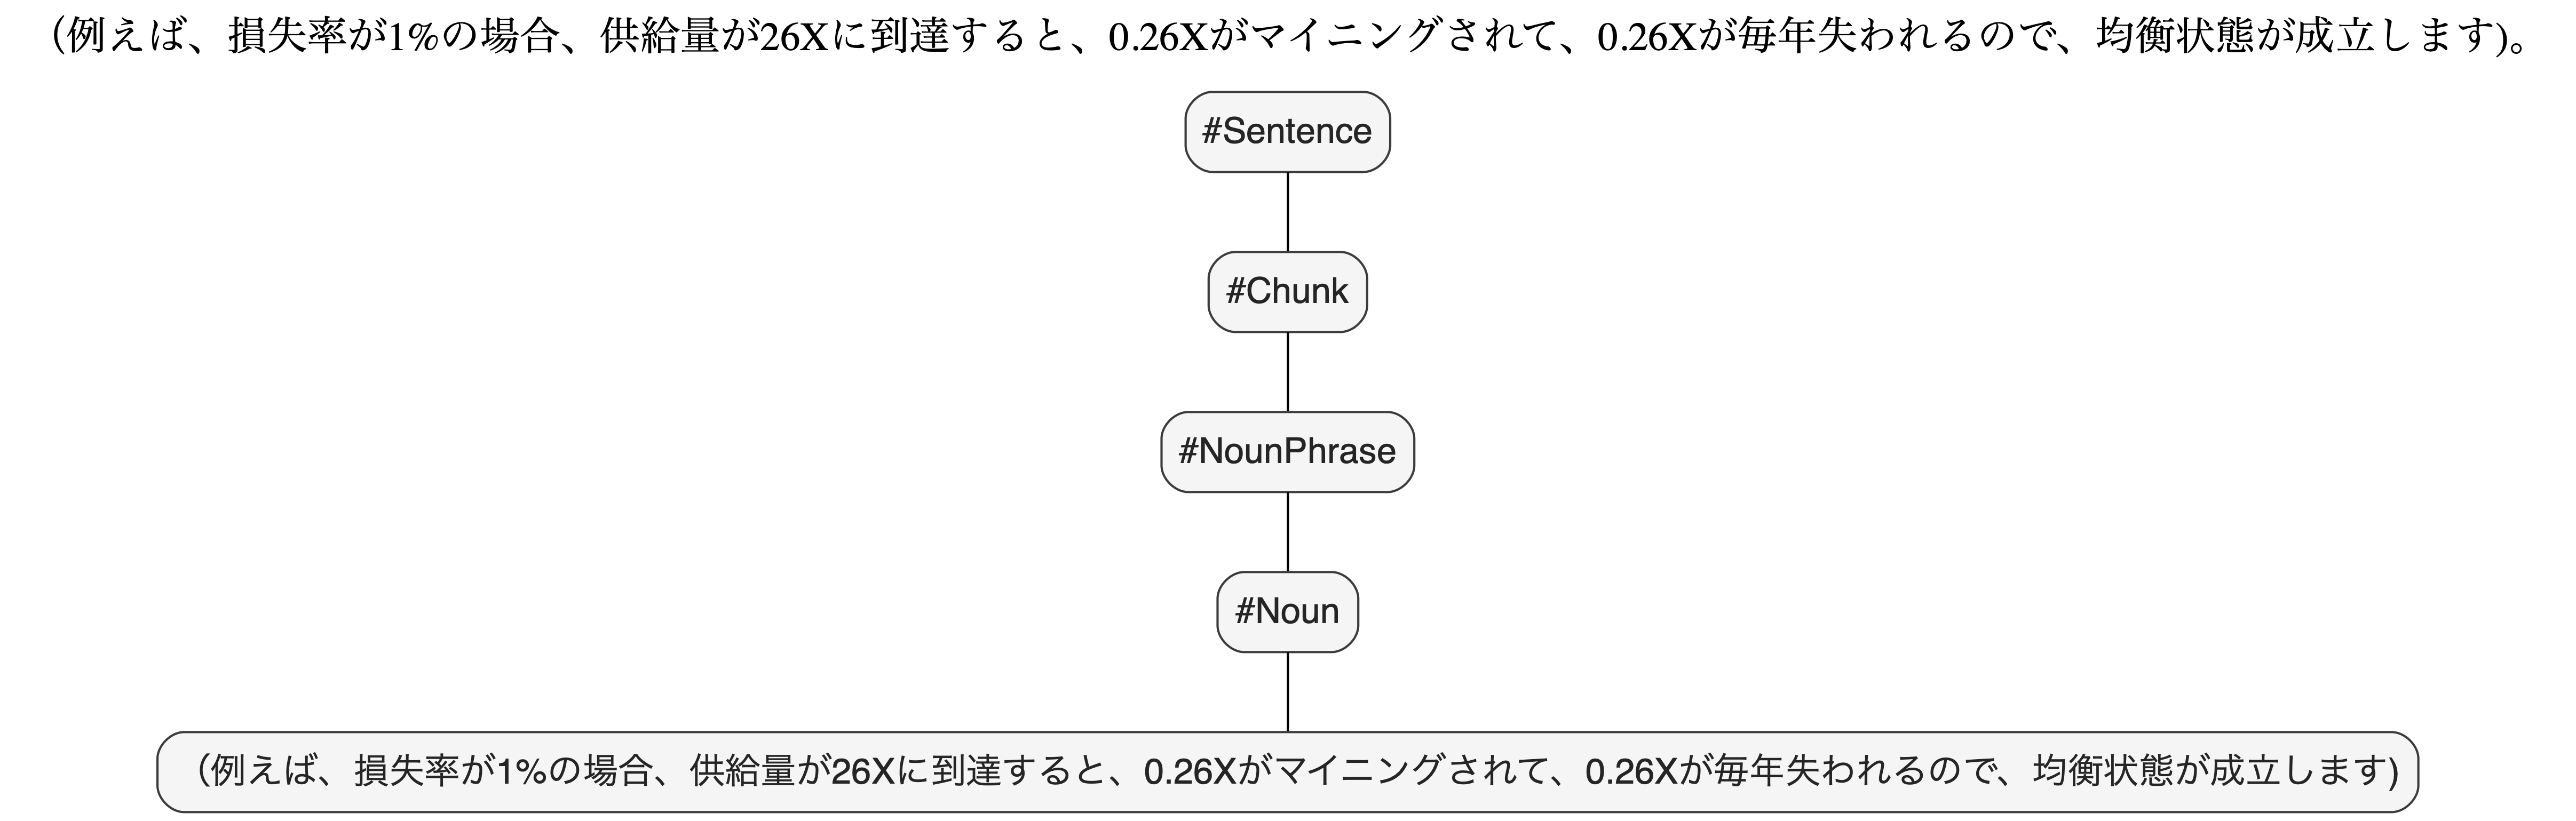 （例えば、損失率が1%の場合、供給量が26Xに到達すると、0.26Xがマイニングされて、0.26Xが毎年失われるので、均衡状態が成立します)。
#Sentence
#Chunk
#NounPhrase
#Noun
（例えば、損失率が1%の場合、供給量が26Xに到達すると、0.26Xがマイニングされて、0.26Xが毎年失われるので、均衡状態が成立します)